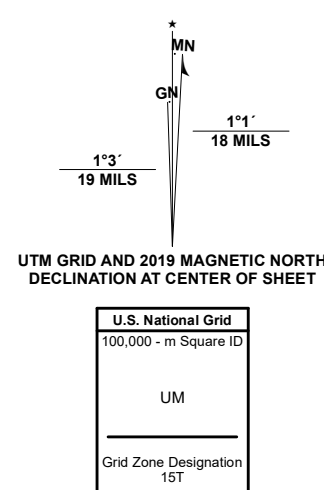 ★
MN
GN
1°1´
18 MILS
1°3´
19 MILS
UTM GRID AND 2019 MAGNETIC NORTH
DECLINATION AT CENTER OF SHEET
U.S. National Grid
100,000 - m Square ID
UM
Grid Zone Designation
15T